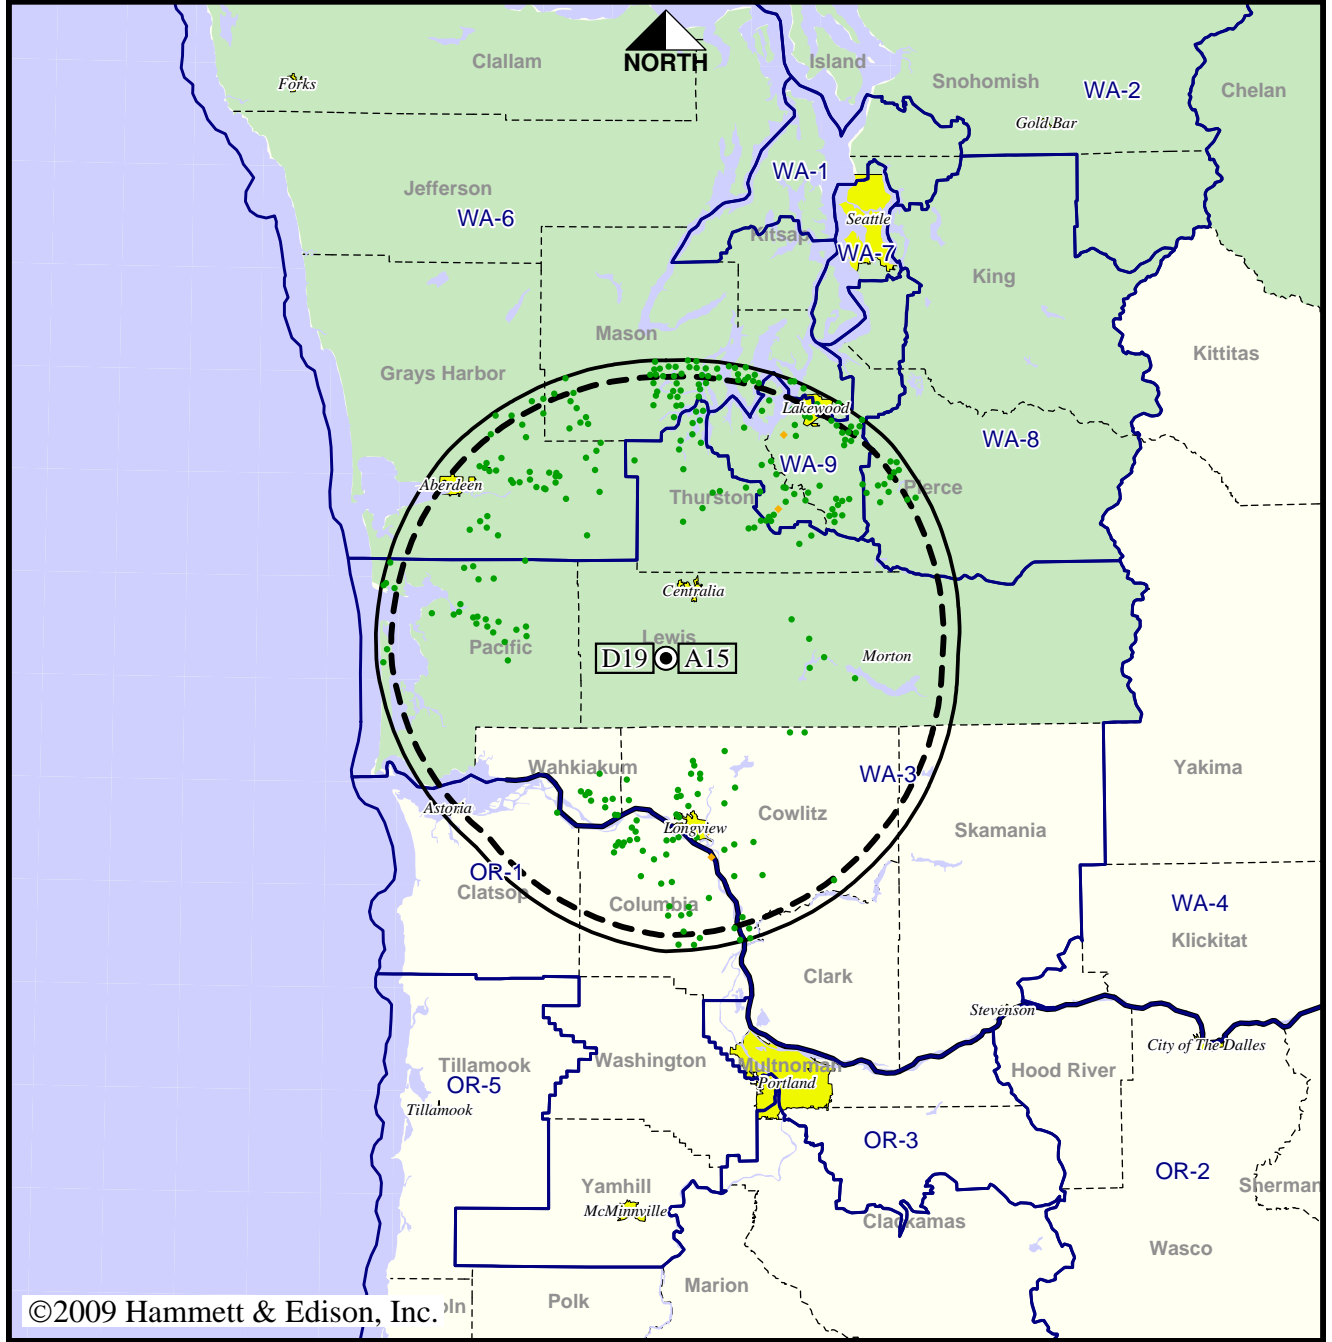 Clallam
NORTH
Island
Snohomish
WA-2
Chelan
Forks
Gold Bar
WA-1
Jefferson
WA-6
Seattle
Kitsap
WA-7
King
Mason
Kittitas
Grays Harbor
Lakewood
WA-8
WA-9
Aberdeen
Thurston
Pierce
Centralia
Lewis
Pacific
D19
A15
Morton
Wahkiakum
WA-3
Yakima
Astoria
Cowlitz
Longview
Skamania
OR-1
Clatsop
Columbia
WA-4
Klickitat
Clark
Stevenson
City of The Dalles
Tillamook
Washington
Multnomah
Hood River
OR-5
Portland
Tillamook
OR-3
OR-2
Yamhill
Sherman
McMinnville
Clackamas
Wasco
Marion
Polk
©2009 Hammett & Edison, Inc.
oln